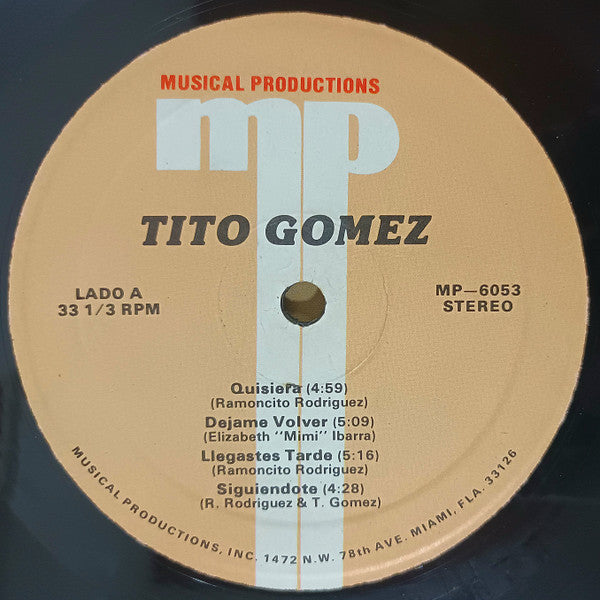 MUSICAL PRODUCTIONS
mp
TITO GOMEZ
LADO A
33 1/3 RPM
MP—6053
STEREO
Quisiera (4:59)
(Ramoncito Rodriguez)
Dejame Volver (5:09)
(Elizabeth "Mimi" Ibarra)
Llegastes Tarde (5:16)
(Ramoncito Rodriguez)
Siguiendote (4:28)
(R. Rodriguez & T. Gomez)
MUSICAL PRODUCTIONS, INC. 1472 N.W. 78th AVE. MIAMI, FLA. 33126